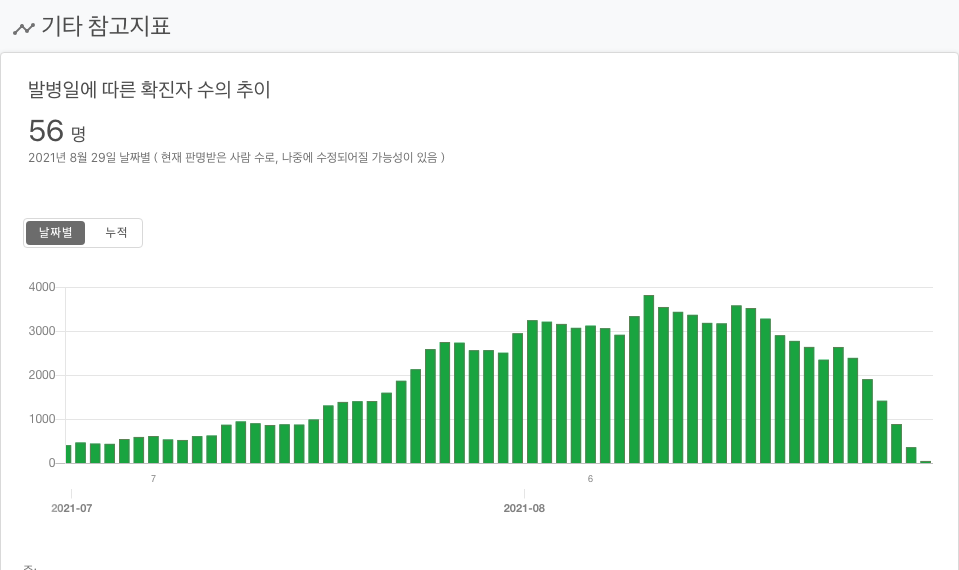 기타 참고지표
발병일에 따른 확진자 수의 추이
56 명
2021년 8월 29일 날짜별 ( 현재 판명받은 사람 수로, 나중에 수정되어질 가능성이 있음 )
날짜별 누적
4000
3000
2000
1000
0
7 6
2021-07 2021-08